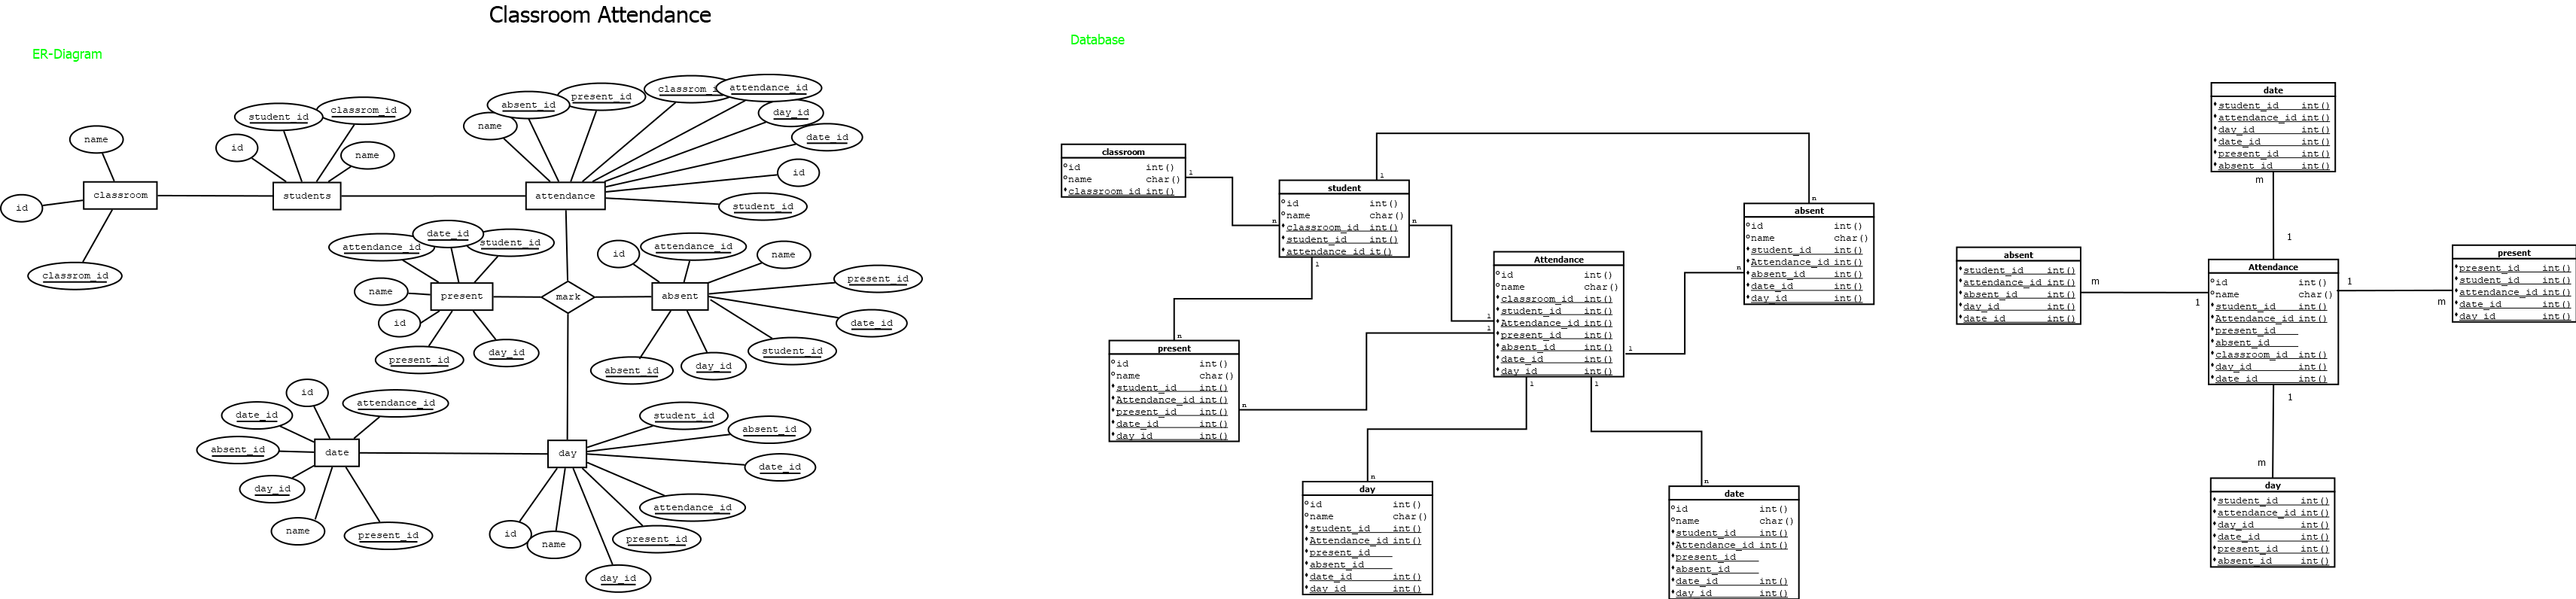 Classroom Attendance
ER-Diagram
name
id
classroom
classrom_id
id
student_id
classrom_id
name
students
name
absent_id
present_id
classrom_i
attendance_id
day_id
date_id
id
student_id
attendance
attendance_id
date_id
student_id
name
id
present_id
day_id
present
mark
id
attendance_id
name
present_id
date_id
student_id
day_id
absent_id
absent
id
attendance_id
date_id
absent_id
day_id
name
present_id
date
student_id
absent_id
date_id
attendance_id
present_id
day_id
name
id
day
Database
classroom
id int()
name char()
classroom_id int()
1
n
student
id int()
name char()
classroom_id int()
student_id int()
attendance_id it()
1
n
1
n
1
absent
id int()
name char()
student_id int()
Attendance_id int()
absent_id int()
date_id int()
day_id int()
n
n
1
Attendance
id int()
name char()
classroom_id int()
student_id int()
Attendance_id int()
present_id int()
absent_id int()
date_id int()
day_id int()
1
1
1
present
id int()
name char()
student_id int()
Attendance_id int()
present_id int()
date_id int()
day_id int()
n
n
day
id int()
name char()
student_id int()
Attendance_id int()
present_id
absent_id
date_id int()
day_id int()
n
date
id int()
name char()
student_id int()
Attendance_id int()
present_id
absent_id
date_id int()
day_id int()
date
student_id int()
attendance_id int()
day_id int()
date_id int()
present_id int()
absent_id int()
m
1
absent
student_id int()
attendance_id int()
absent_id int()
day_id int()
date_id int()
m
1
Attendance
id int()
name char()
student_id int()
Attendance_id int()
present_id
absent_id
classroom_id int()
day_id int()
date_id int()
1
m
present
present_id int()
student_id int()
attendance_id int()
date_id int()
day_id int()
1
m
day
student_id int()
attendance_id int()
day_id int()
date_id int()
present_id int()
absent_id int()